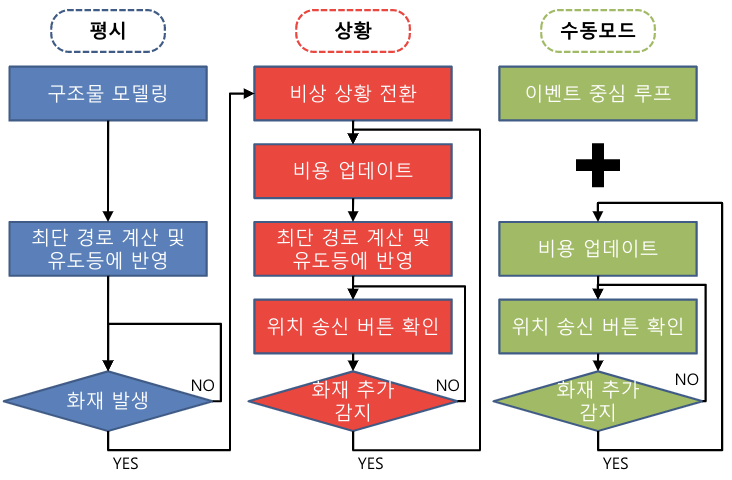 평시
구조물 모델링
최단 경로 계산 및
유도등에 반영
화재 발생
NO
YES
상황
비상 상황 전환
비용 업데이트
최단 경로 계산 및
유도등에 반영
위치 송신 버튼 확인
화재 추가
감지
NO
YES
수동모드
이벤트 중심 루프
비용 업데이트
위치 송신 버튼 확인
화재 추가
감지
NO
YES